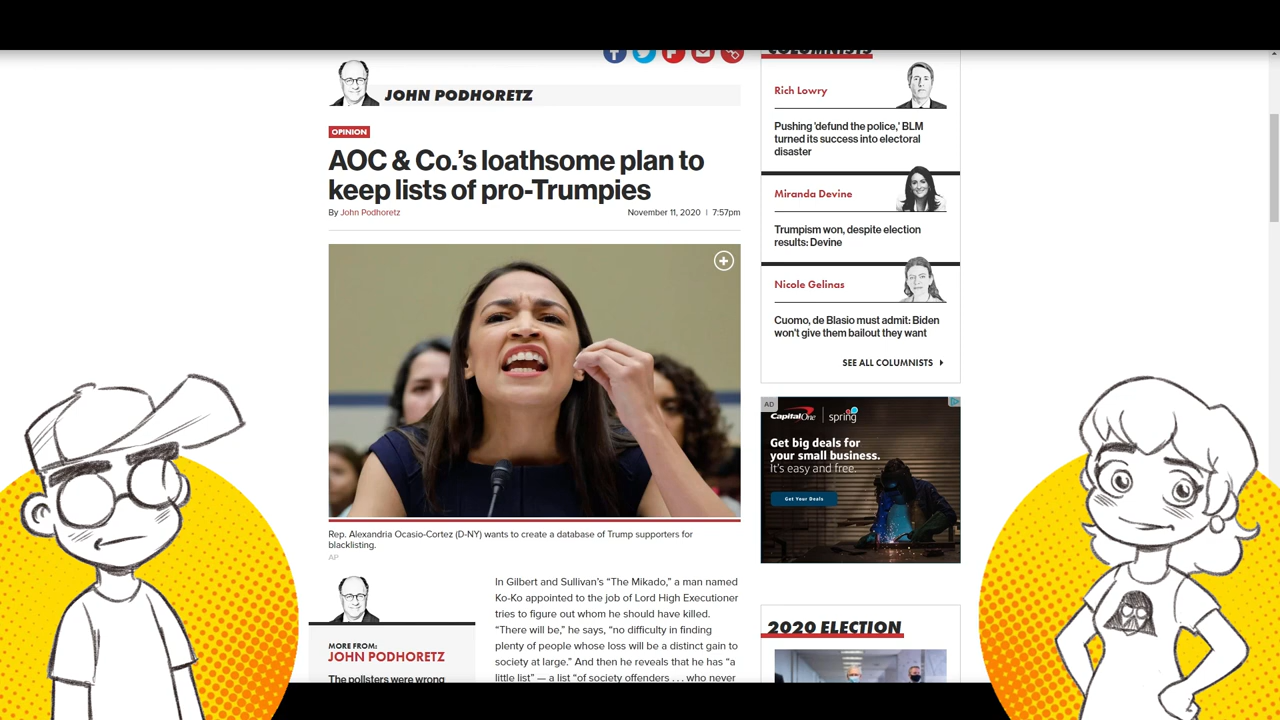 JOHN PODHORETZ
OPINION
AOC & Co.’s loathsome plan to
keep lists of pro-Trumpies
By John Podhoretz
November 11, 2020 | 7:57pm
Rep. Alexandria Ocasio-Cortez (D-NY) wants to create a database of Trump supporters for
blacklisting.
AP
MORE FROM:
JOHN PODHORETZ
The pollsters were wrong
In Gilbert and Sullivan’s “The Mikado,” a man named
Ko-Ko appointed to the job of Lord High Executioner
tries to figure out whom he should have killed.
“There will be,” he says, “no difficulty in finding
plenty of people whose loss will be a distinct gain to
society at large.” And then he reveals that he has “a
little list” — a list “of society offenders . . . who never
COLUMNISTS
Rich Lowry
Pushing 'defund the police,' BLM
turned its success into electoral
disaster
Miranda Devine
Trumpism won, despite election
results: Devine
Nicole Gelinas
Cuomo, de Blasio must admit: Biden
won't give them bailout they want
SEE ALL COLUMNISTS
AD
Capital One | spring
Get big deals for
your small business.
It's easy and free.
Get Your Deals
2020 ELECTION